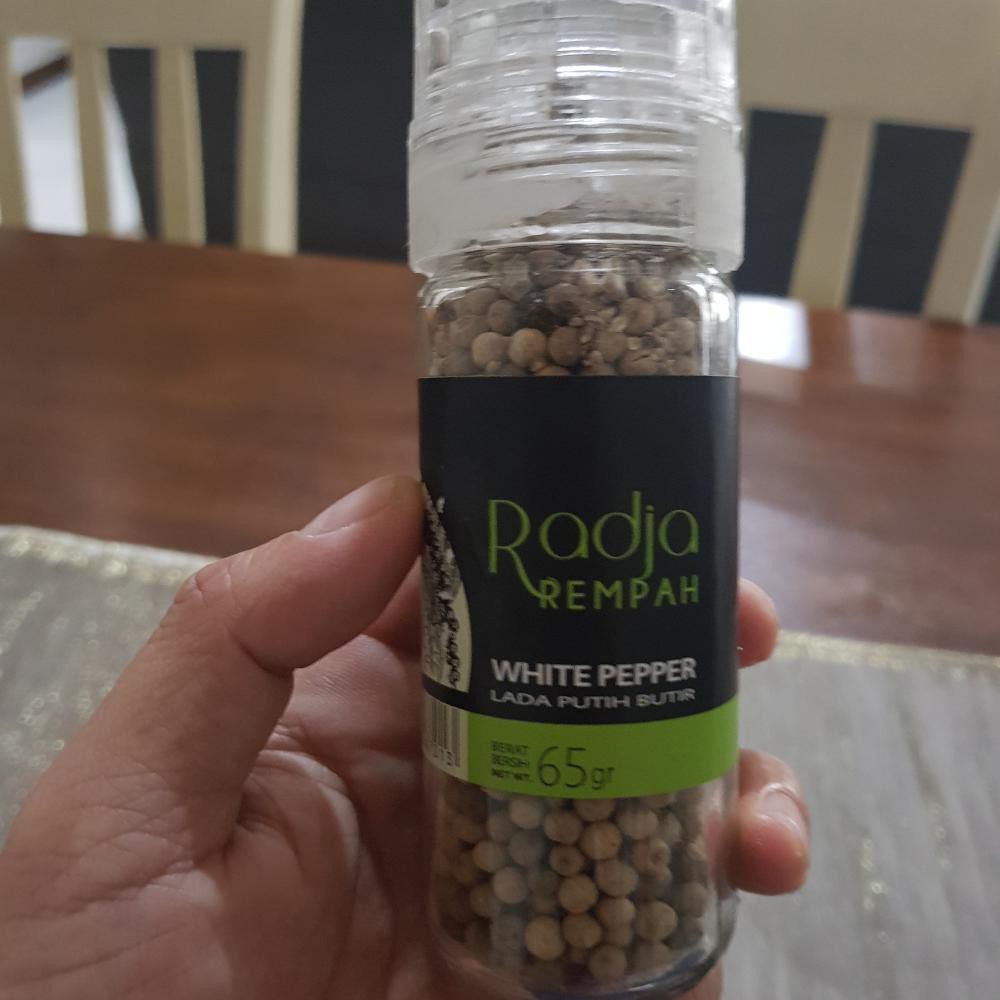 Radja
REMPAH
WHITE PEPPER
LADA PUTIH BUTIR
BERAT
BERSIH
NET WT. 65gr